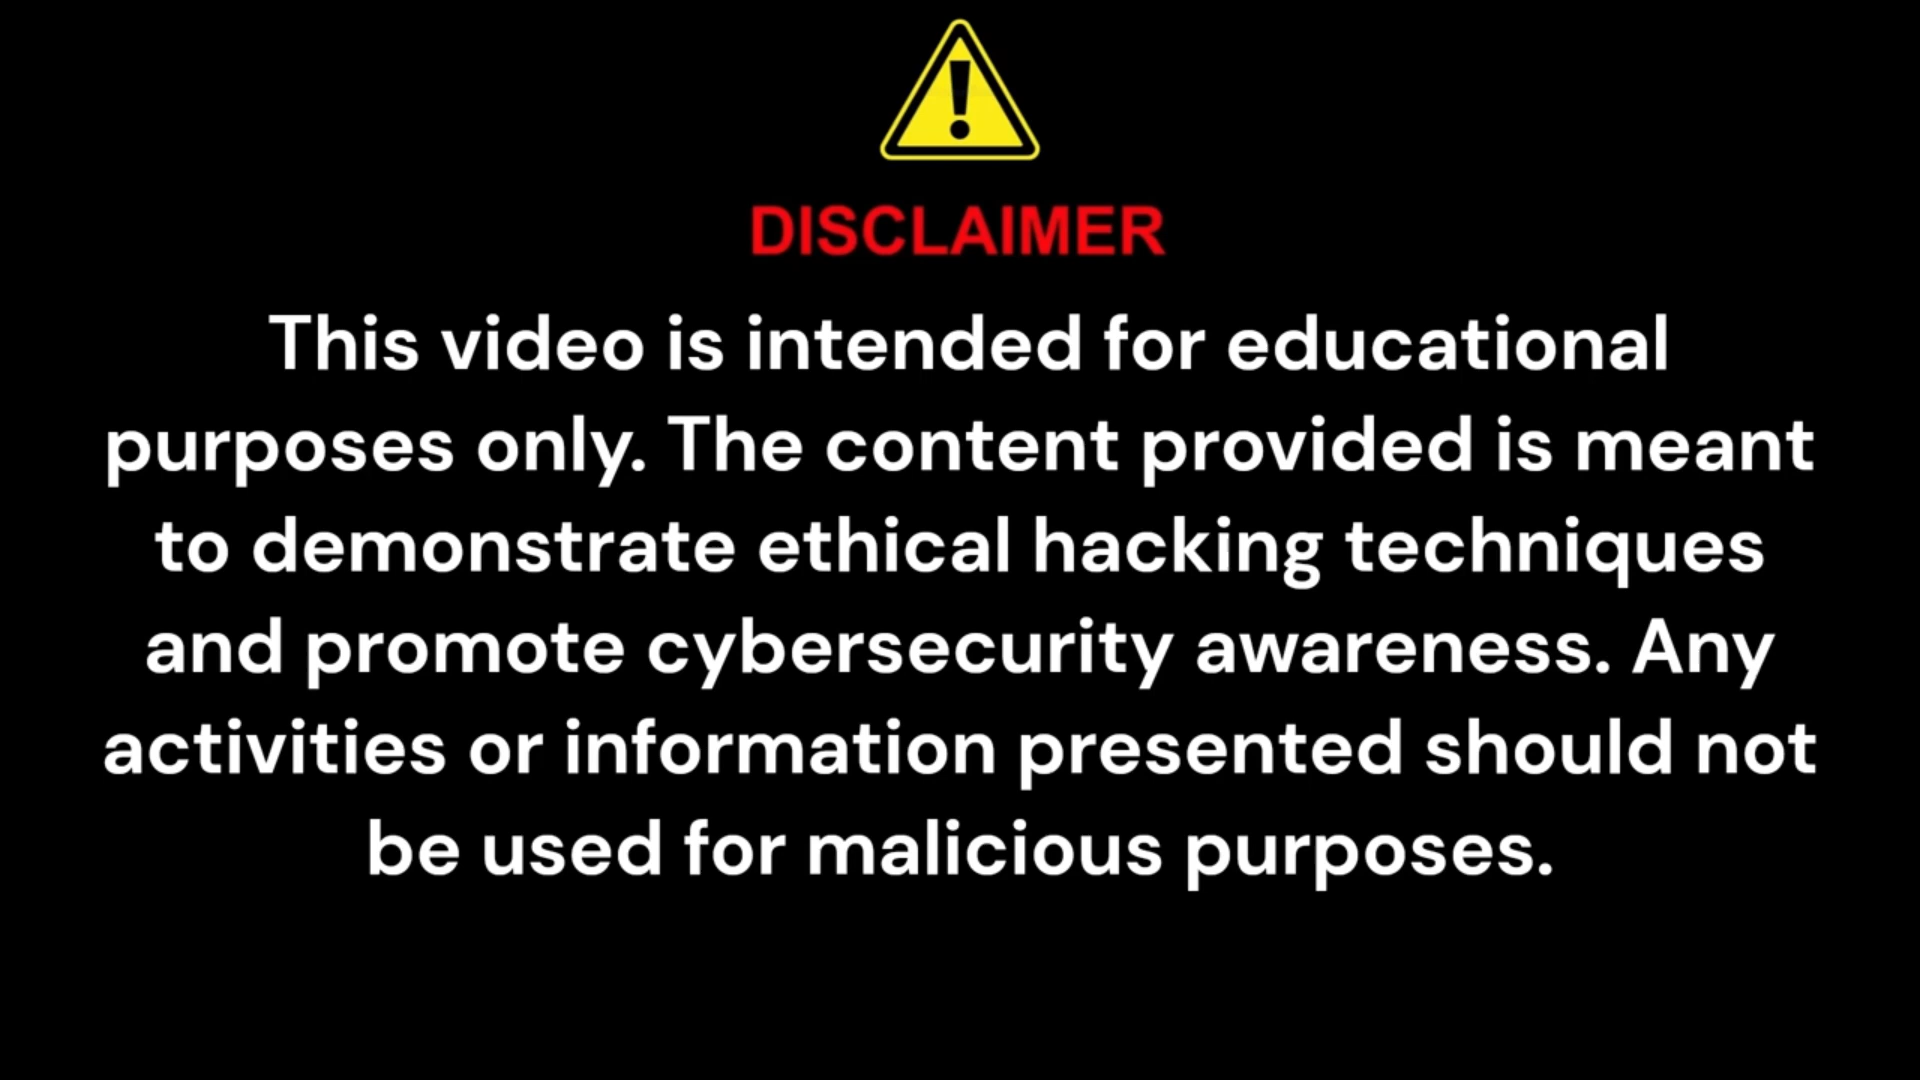 DISCLAIMER
This video is intended for educational
purposes only. The content provided is meant
to demonstrate ethical hacking techniques
and promote cybersecurity awareness. Any
activities or information presented should not
be used for malicious purposes.